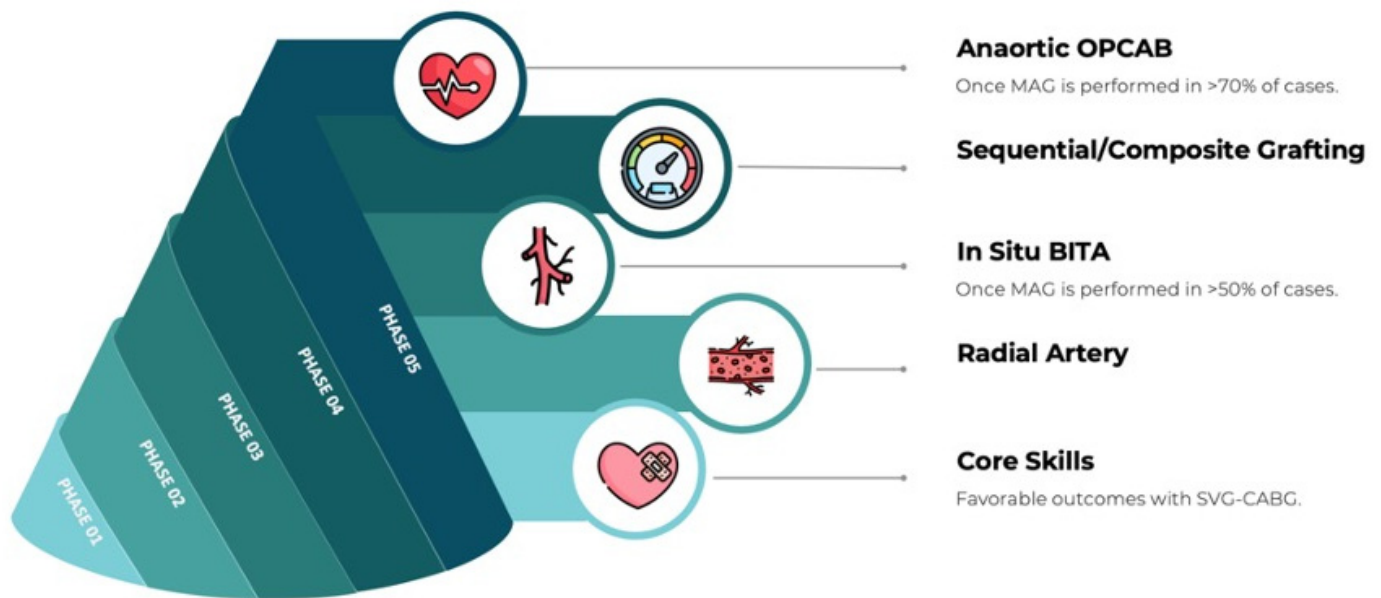 Anaortic OPCAB
Once MAG is performed in >70% of cases.
Sequential/Composite Grafting
In Situ BITA
Once MAG is performed in >50% of cases.
Radial Artery
Core Skills
Favorable outcomes with SVG-CABG.
PHASE 01
PHASE 02
PHASE 03
PHASE 04
PHASE 05